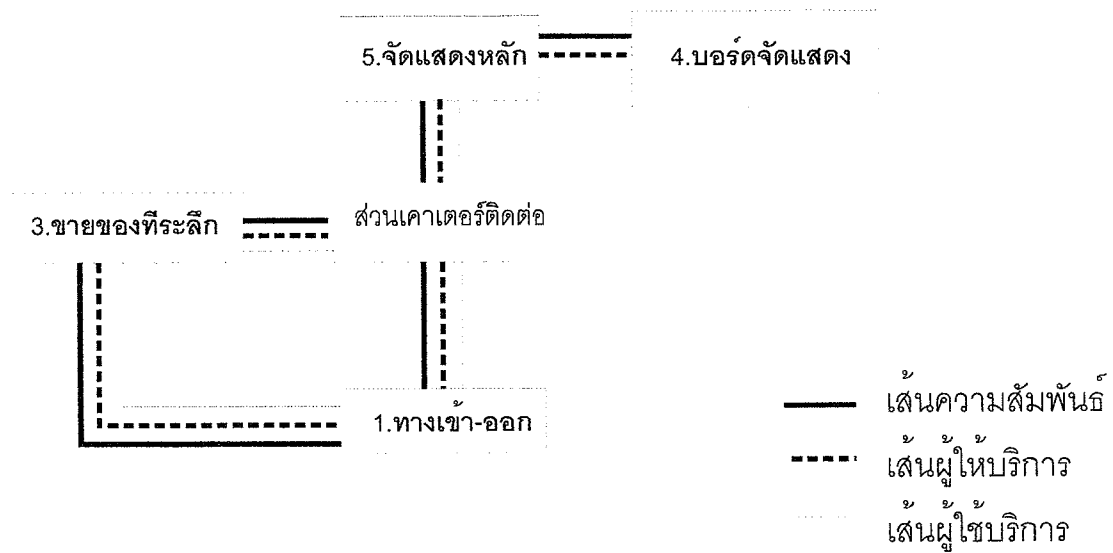 5.จัดแสดงหลัก
4.บอร์ดจัดแสดง
3.ขายของที่ระลึก
ส่วนเคาเตอร์ติดต่อ
1.ทางเข้า-ออก
เส้นความสัมพันธ์
เส้นผู้ให้บริการ
เส้นผู้ใช้บริการ